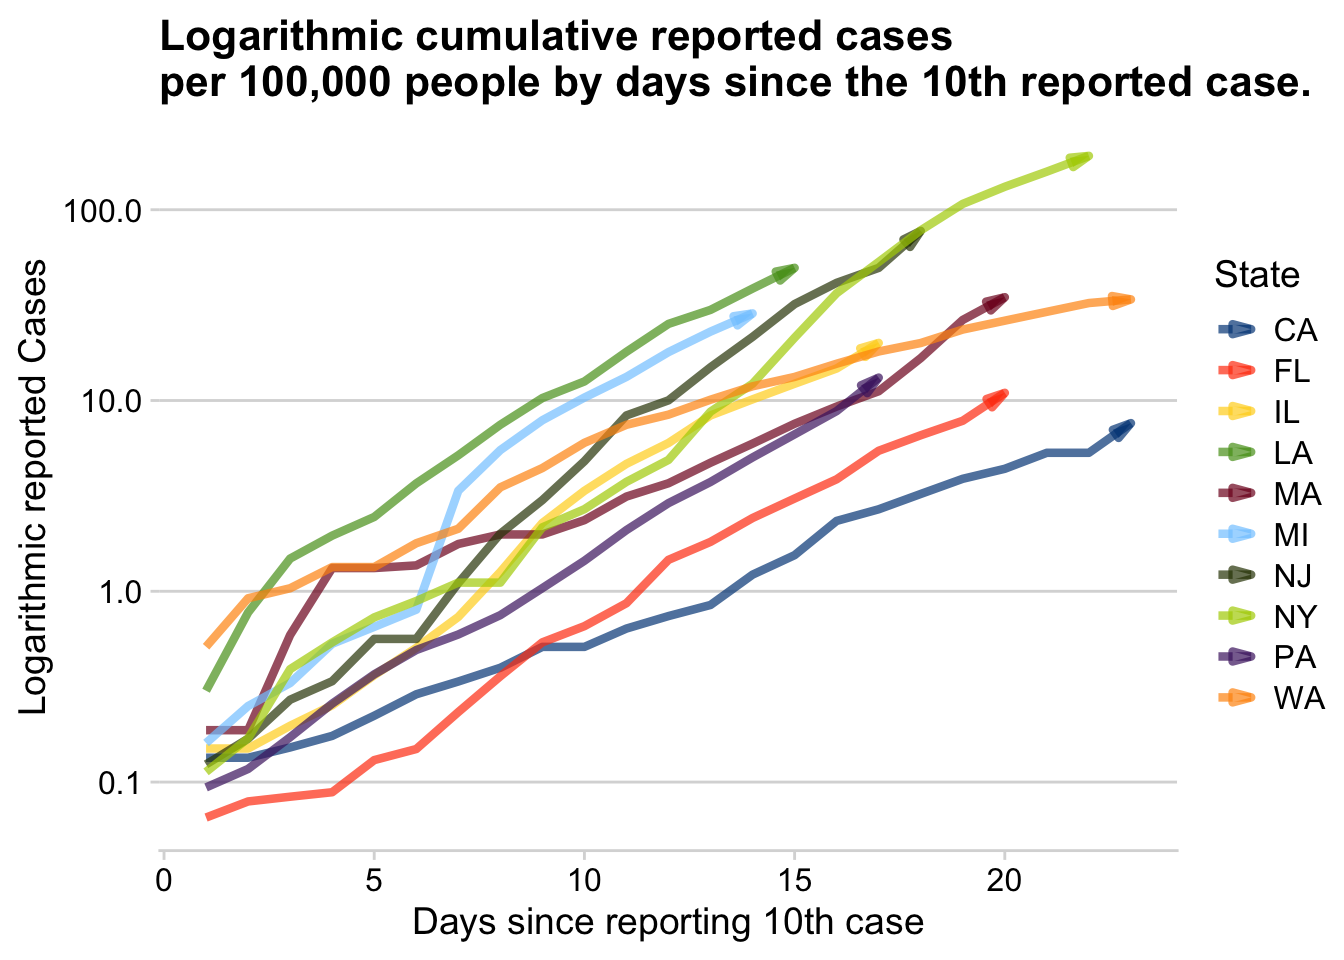 Logarithmic cumulative reported cases
per 100,000 people by days since the 10th reported case.
Logarithmic reported Cases
100.0
10.0
1.0
0.1
0
5
10
15
20
Days since reporting 10th case
State
CA
FL
IL
LA
MA
MI
NJ
NY
PA
WA